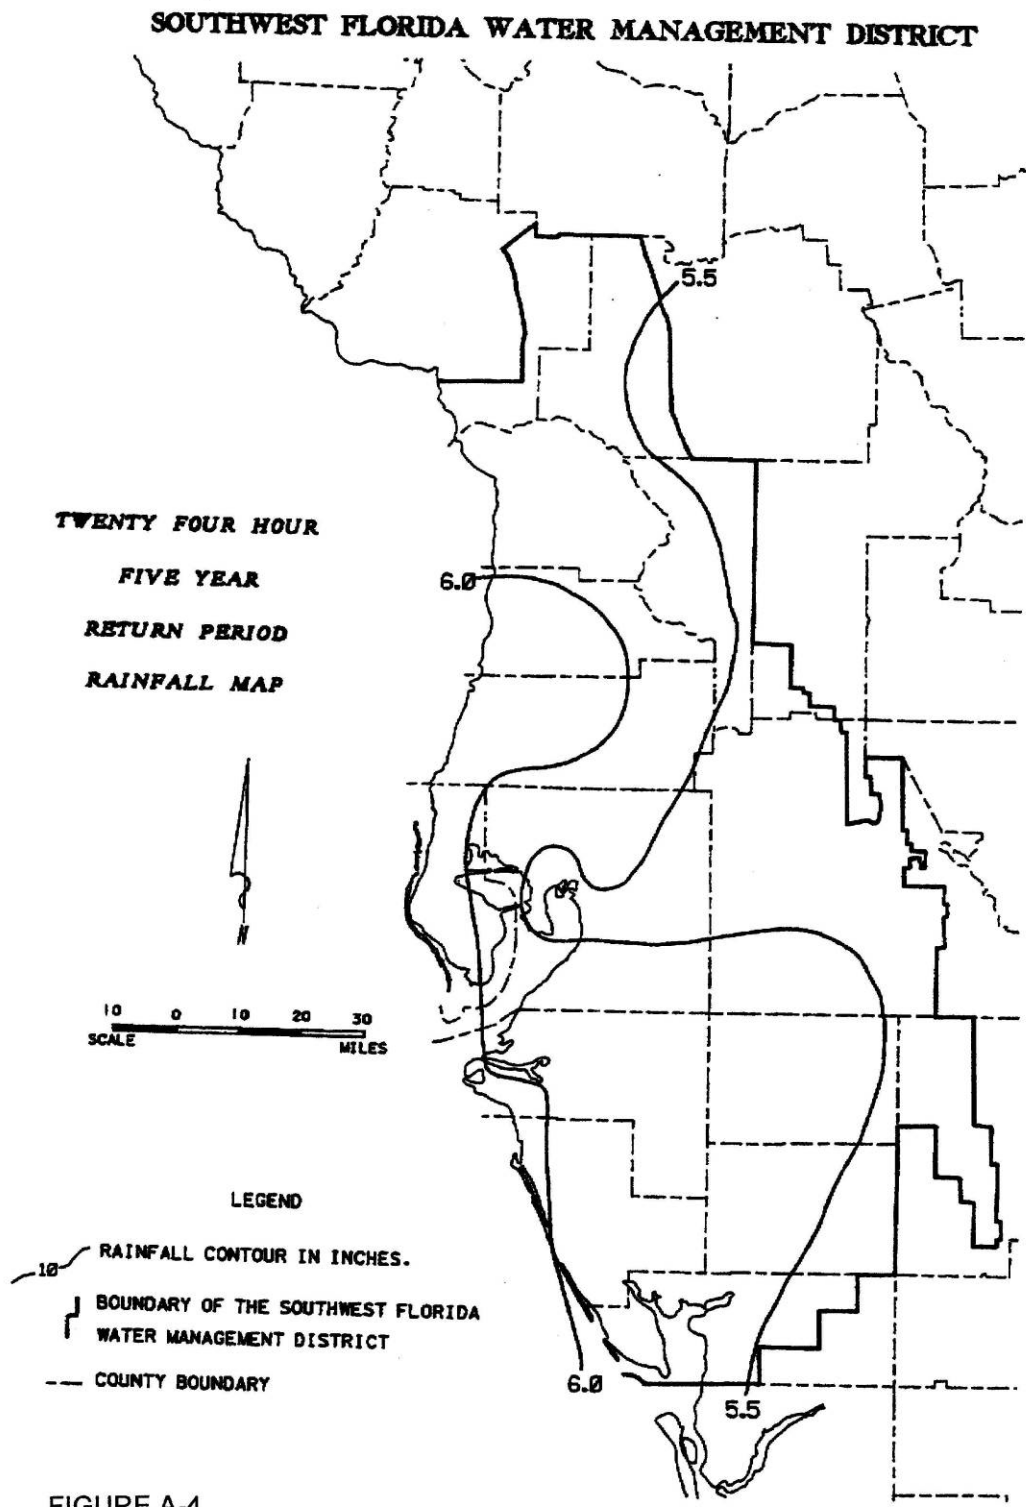 SOUTHWEST FLORIDA WATER MANAGEMENT DISTRICT
5.5
TWENTY FOUR HOUR
FIVE YEAR
RETURN PERIOD
RAINFALL MAP
6.0
N
10 0 10 20 30
SCALE MILES
LEGEND
10 RAINFALL CONTOUR IN INCHES.
BOUNDARY OF THE SOUTHWEST FLORIDA
WATER MANAGEMENT DISTRICT
COUNTY BOUNDARY
6.0
5.5
FIGURE A-4